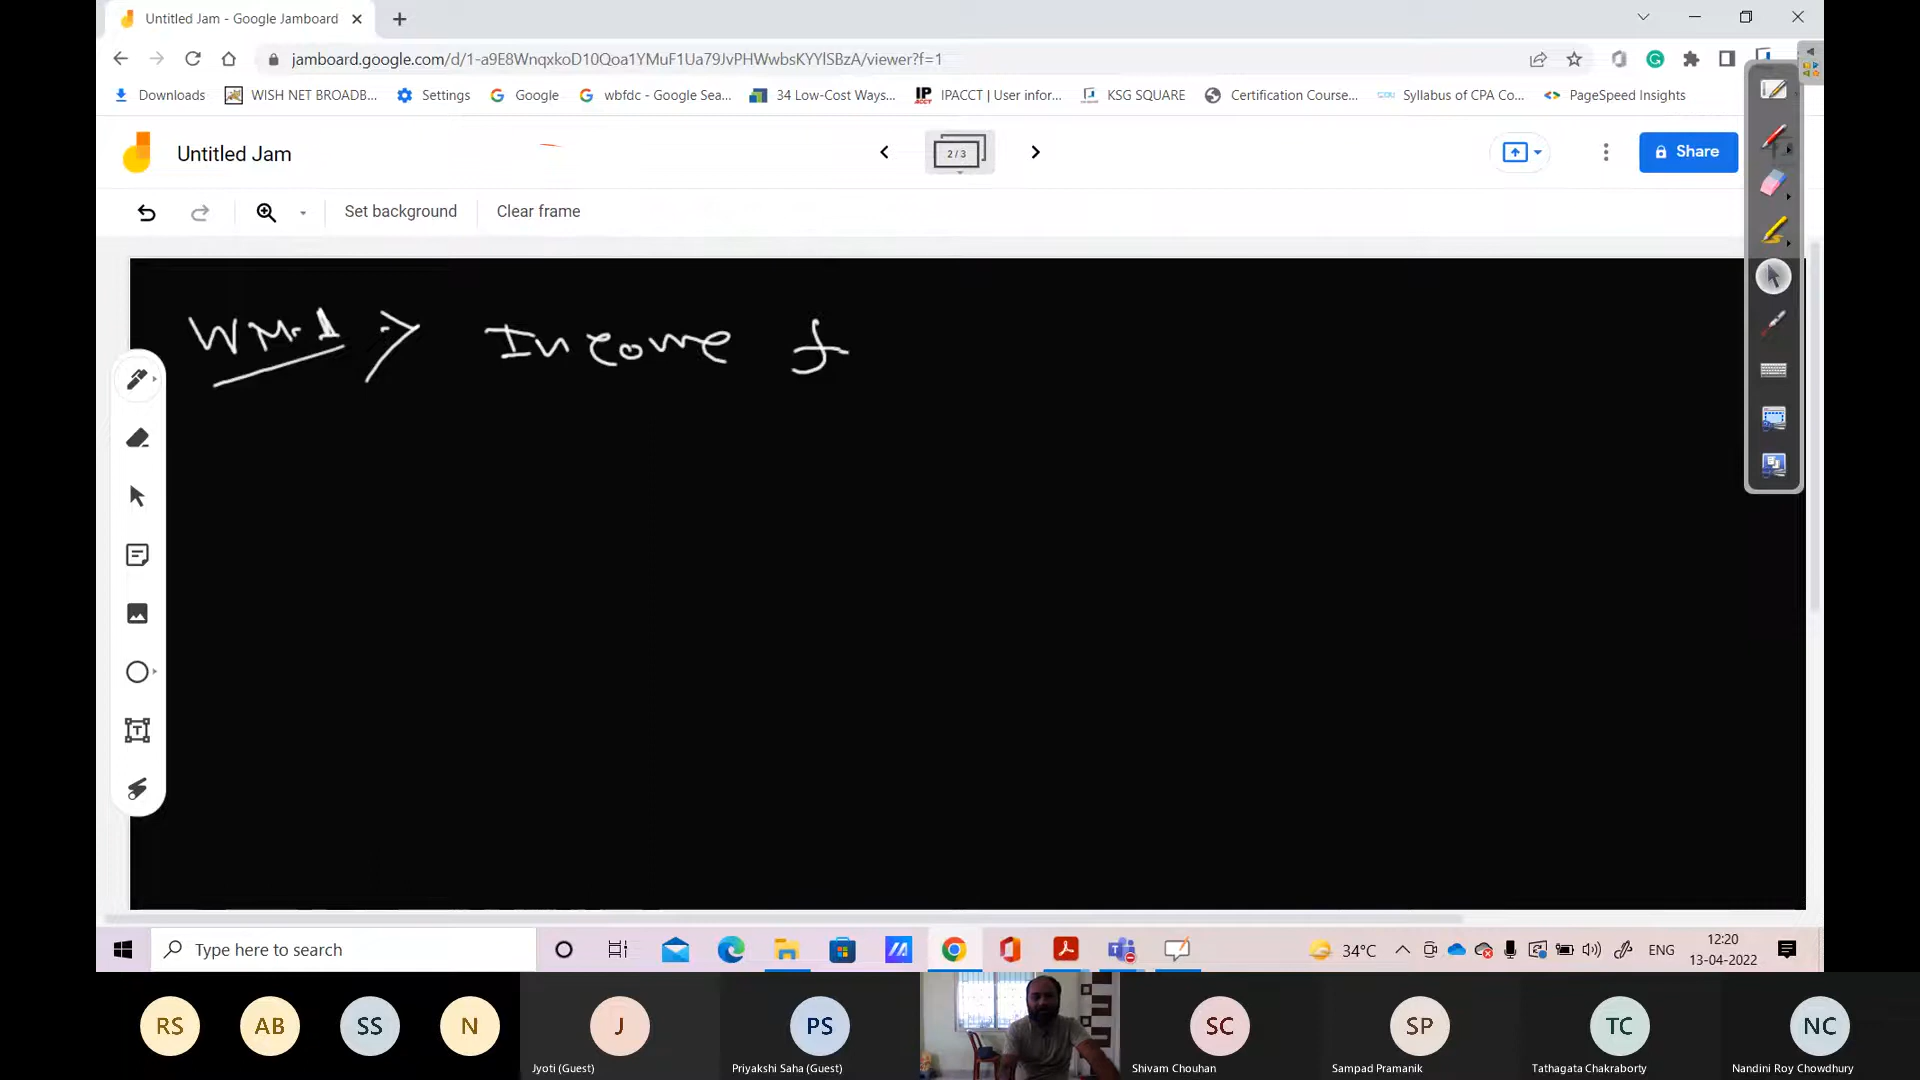 Untitled Jam - Google Jamboard
jamboard.google.com/d/1-a9E8WnqxkoD10Qoa1YMuF1Ua79JvPHWwbsKYYlSBzA/viewer?f=1
Downloads WISH NET BROADB... Settings Google wbfdc - Google Sea... 34 Low-Cost Ways... IPACCT | User infor... KSG SQUARE Certification Course... Syllabus of CPA Co... PageSpeed Insights
Untitled Jam 2 / 3 Share
Set background Clear frame
Income f
Type here to search 34°C ENG 12:20
13-04-2022
RS AB SS N J PS SC SP TC NC
Jyoti (Guest) Priyakshi Saha (Guest) Shivam Chouhan Sampad Pramanik Tathagata Chakraborty Nandini Roy Chowdhury